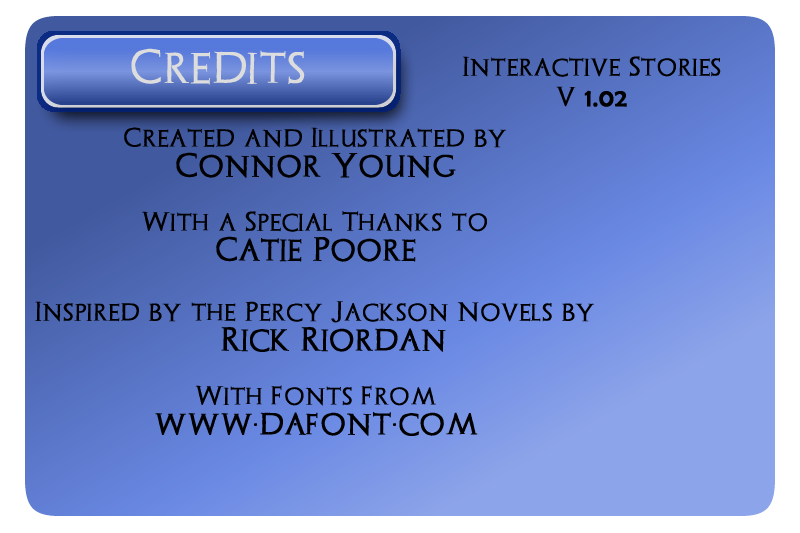 Credits
Interactive Stories
V 1.02
Created and Illustrated by
Connor Young
With a Special Thanks to
Catie Poore
Inspired by the Percy Jackson Novels by
Rick Riordan
With Fonts From
www.dafont.com